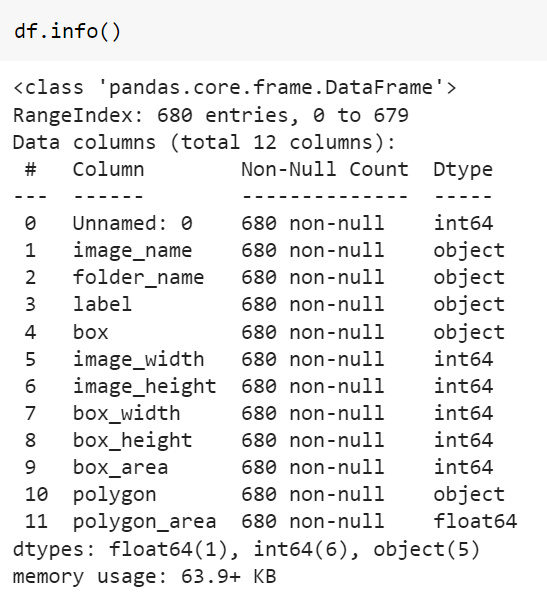 df.info()
<class 'pandas.core.frame.DataFrame'>
RangeIndex: 680 entries, 0 to 679
Data columns (total 12 columns):
 #   Column         Non-Null Count  Dtype
---  ------         --------------  -----
 0   Unnamed: 0     680 non-null    int64
 1   image_name     680 non-null    object
 2   folder_name    680 non-null    object
 3   label          680 non-null    object
 4   box            680 non-null    object
 5   image_width    680 non-null    int64
 6   image_height   680 non-null    int64
 7   box_width      680 non-null    int64
 8   box_height     680 non-null    int64
 9   box_area       680 non-null    int64
 10  polygon        680 non-null    object
 11  polygon_area   680 non-null    float64
dtypes: float64(1), int64(6), object(5)
memory usage: 63.9+ KB